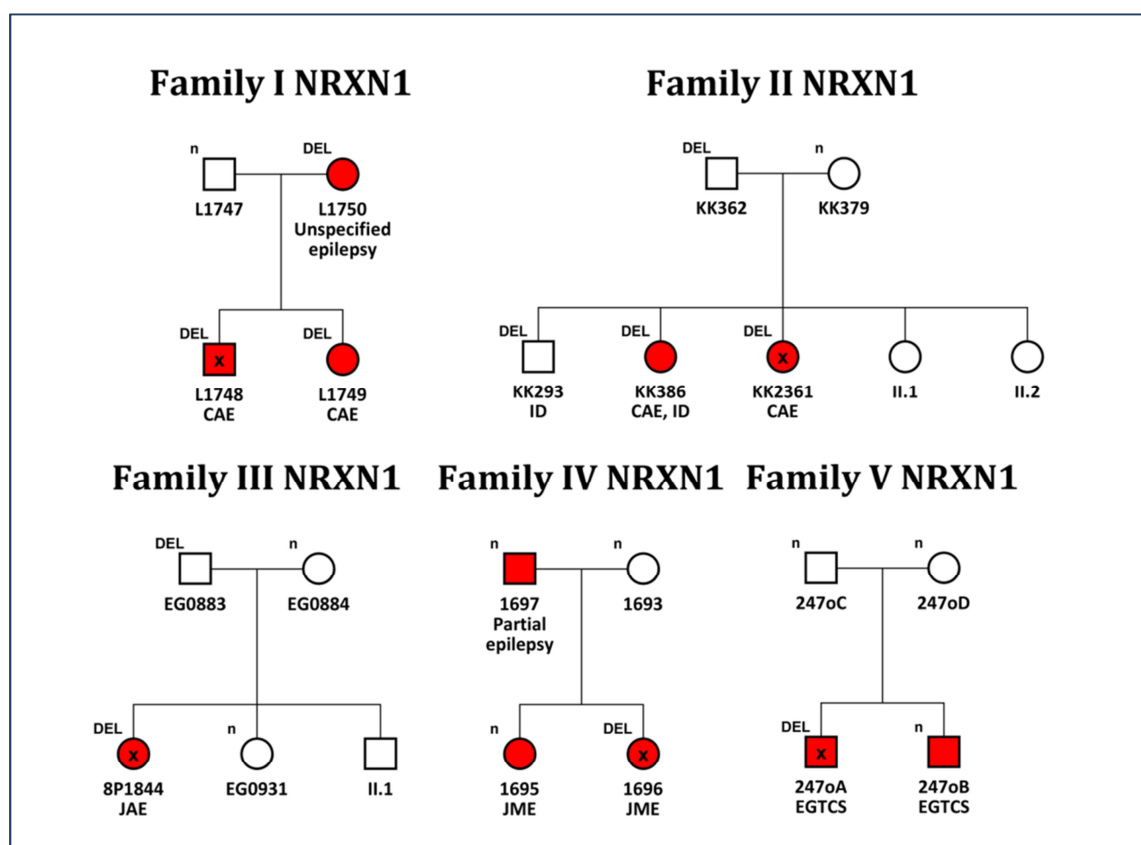 Family I NRXN1
Family II NRXN1
n
DEL
DEL
n
L1747
L1750
Unspecified
epilepsy
KK362
KK379
DEL
DEL
x
L1748
CAE
L1749
CAE
DEL
DEL
DEL
x
KK293
ID
KK386
CAE, ID
KK2361
CAE
II.1
II.2
Family III NRXN1
Family IV NRXN1
Family V NRXN1
DEL
n
n
n
n
n
EG0883
EG0884
1697
Partial
epilepsy
1693
247oC
247oD
DEL
n
x
8P1844
JAE
EG0931
II.1
n
DEL
x
1695
JME
1696
JME
DEL
n
x
247oA
EGTCS
247oB
EGTCS